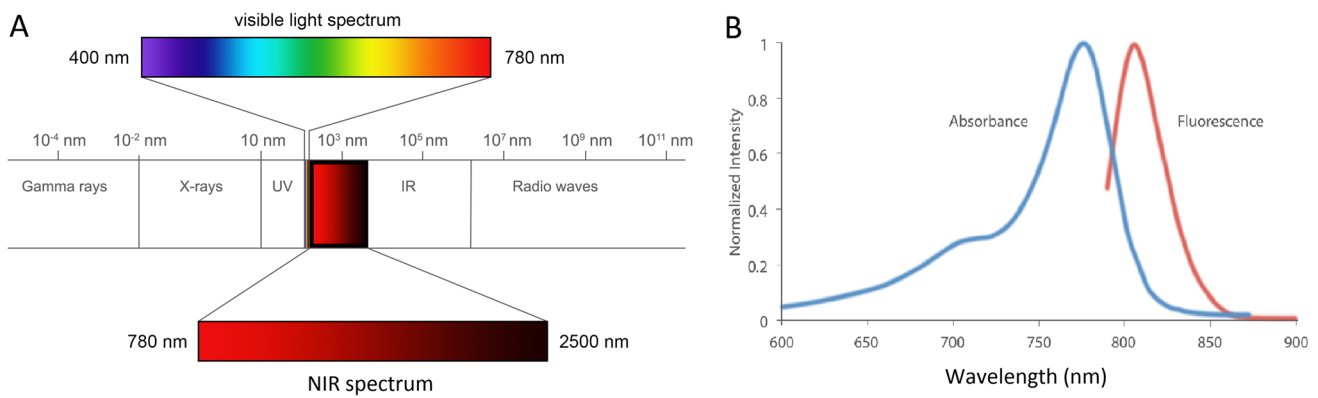 A
visible light spectrum
400 nm
780 nm
10⁻⁴ nm 10⁻² nm 10 nm 10³ nm 10⁵ nm 10⁷ nm 10⁹ nm 10¹¹ nm
Gamma rays X-rays UV IR Radio waves
780 nm
2500 nm
NIR spectrum
B
Normalized Intensity
1
0.8
0.6
0.4
0.2
0
Absorbance
Fluorescence
600 650 700 750 800 850 900
Wavelength (nm)